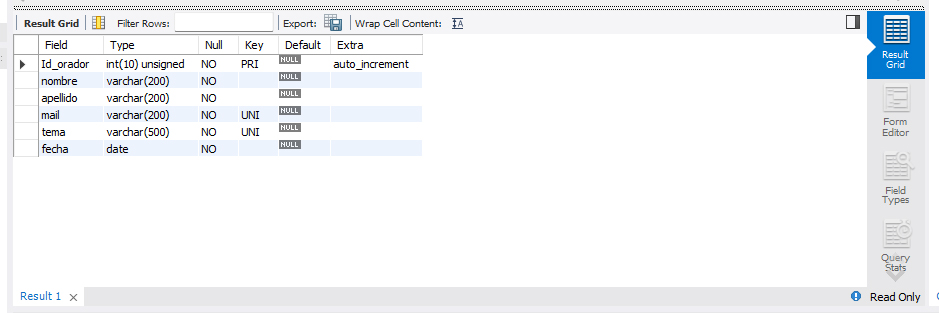 Result Grid Filter Rows: Export: Wrap Cell Content: IA
Field Type Null Key Default Extra
Id_orador int(10) unsigned NO PRI NULL auto_increment
nombre varchar(200) NO NULL
apellido varchar(200) NO NULL
mail varchar(200) NO UNI NULL
tema varchar(500) NO UNI NULL
fecha date NO NULL
Result
Grid
Form
Editor
Field
Types
Query
Stats
Result 1 Read Only